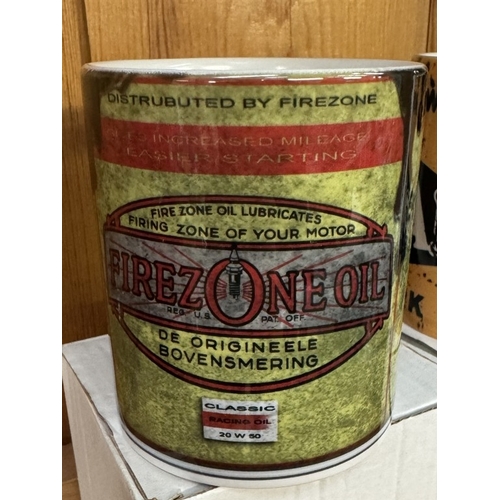 DISTRUBUTED BY FIREZONE
INCREASED MILEAGE
EASIER STARTING
FIRE ZONE OIL LUBRICATES
FIRING ZONE OF YOUR MOTOR
FIREZONE OIL
REG. U.S. PAT. OFF.
DE ORIGINEELE
BOVENSMERING
CLASSIC
RACING OIL
20 W 50